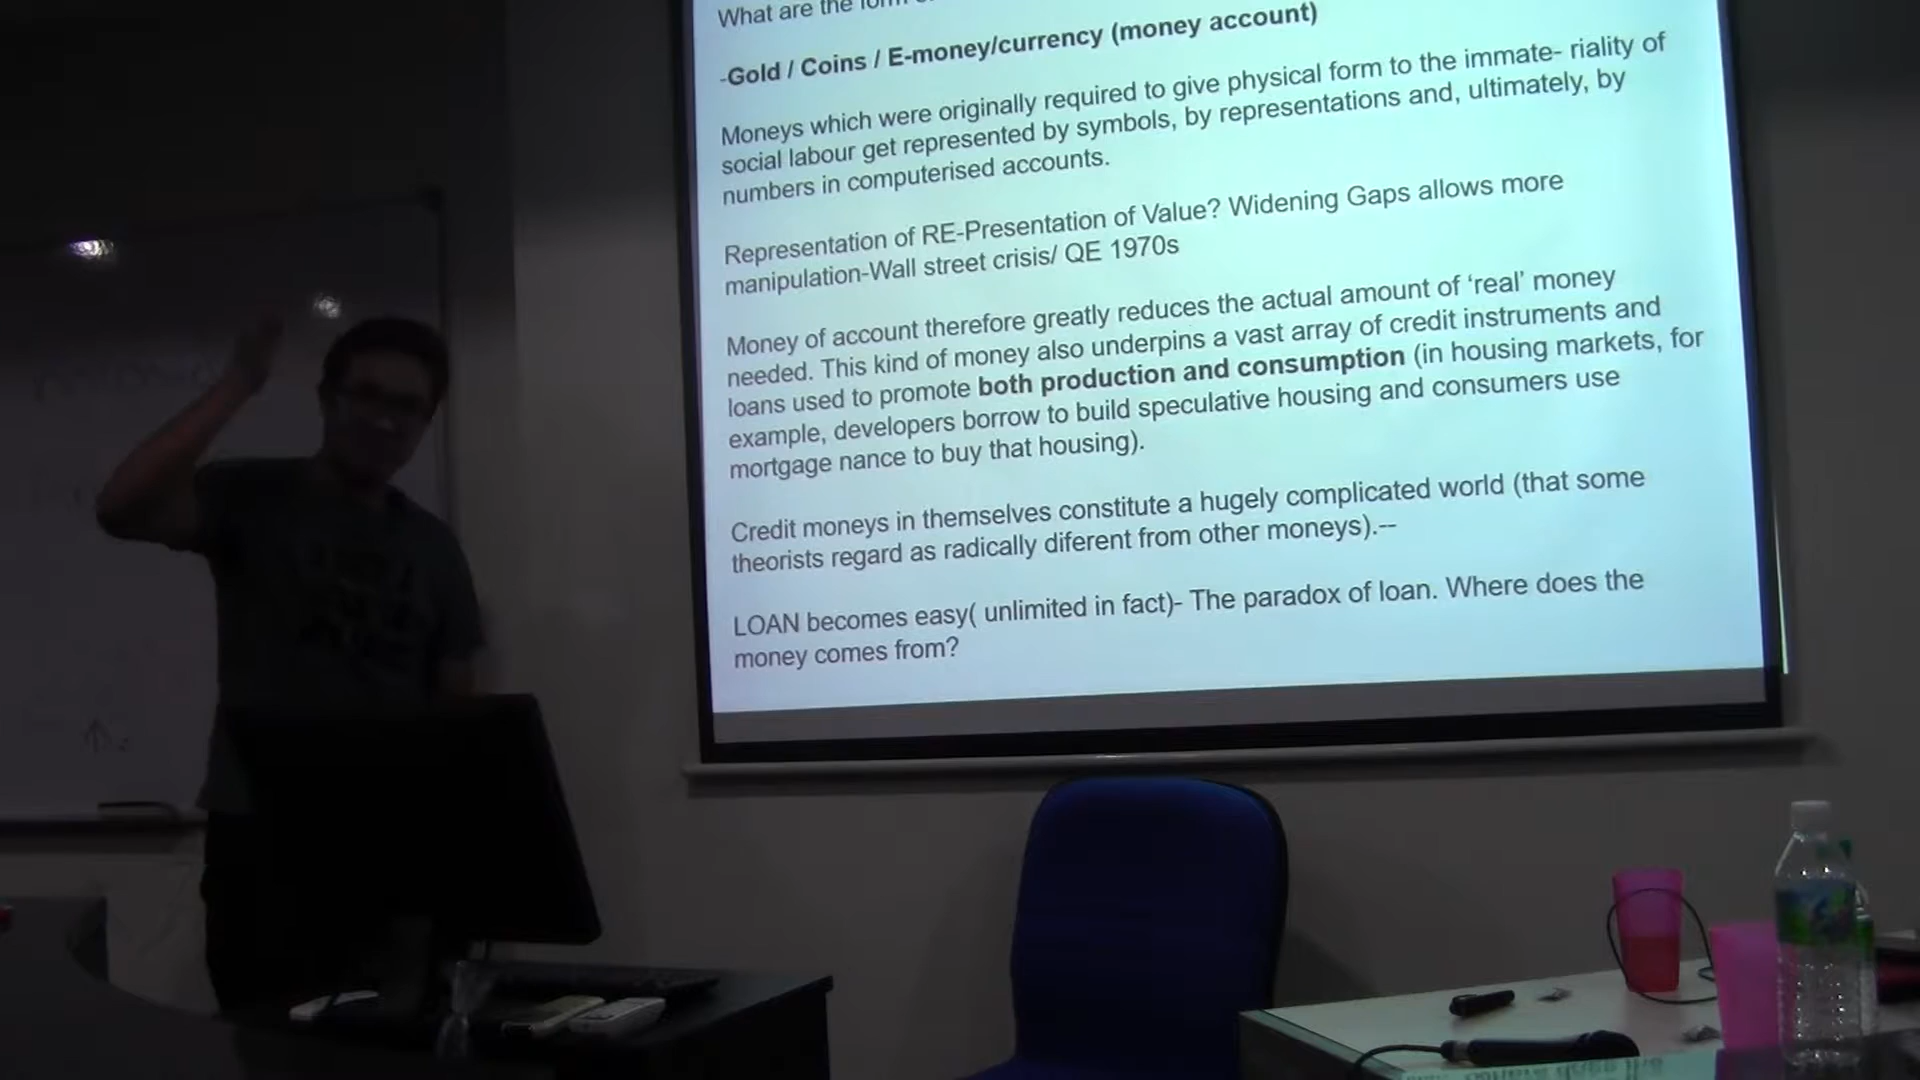 What are the form
-Gold / Coins / E-money/currency (money account)
Moneys which were originally required to give physical form to the immate- riality of
social labour get represented by symbols, by representations and, ultimately, by
numbers in computerised accounts.
Representation of RE-Presentation of Value? Widening Gaps allows more
manipulation-Wall street crisis/ QE 1970s
Money of account therefore greatly reduces the actual amount of ‘real’ money
needed. This kind of money also underpins a vast array of credit instruments and
loans used to promote both production and consumption (in housing markets, for
example, developers borrow to build speculative housing and consumers use
mortgage nance to buy that housing).
Credit moneys in themselves constitute a hugely complicated world (that some
theorists regard as radically diferent from other moneys).--
LOAN becomes easy( unlimited in fact)- The paradox of loan. Where does the
money comes from?